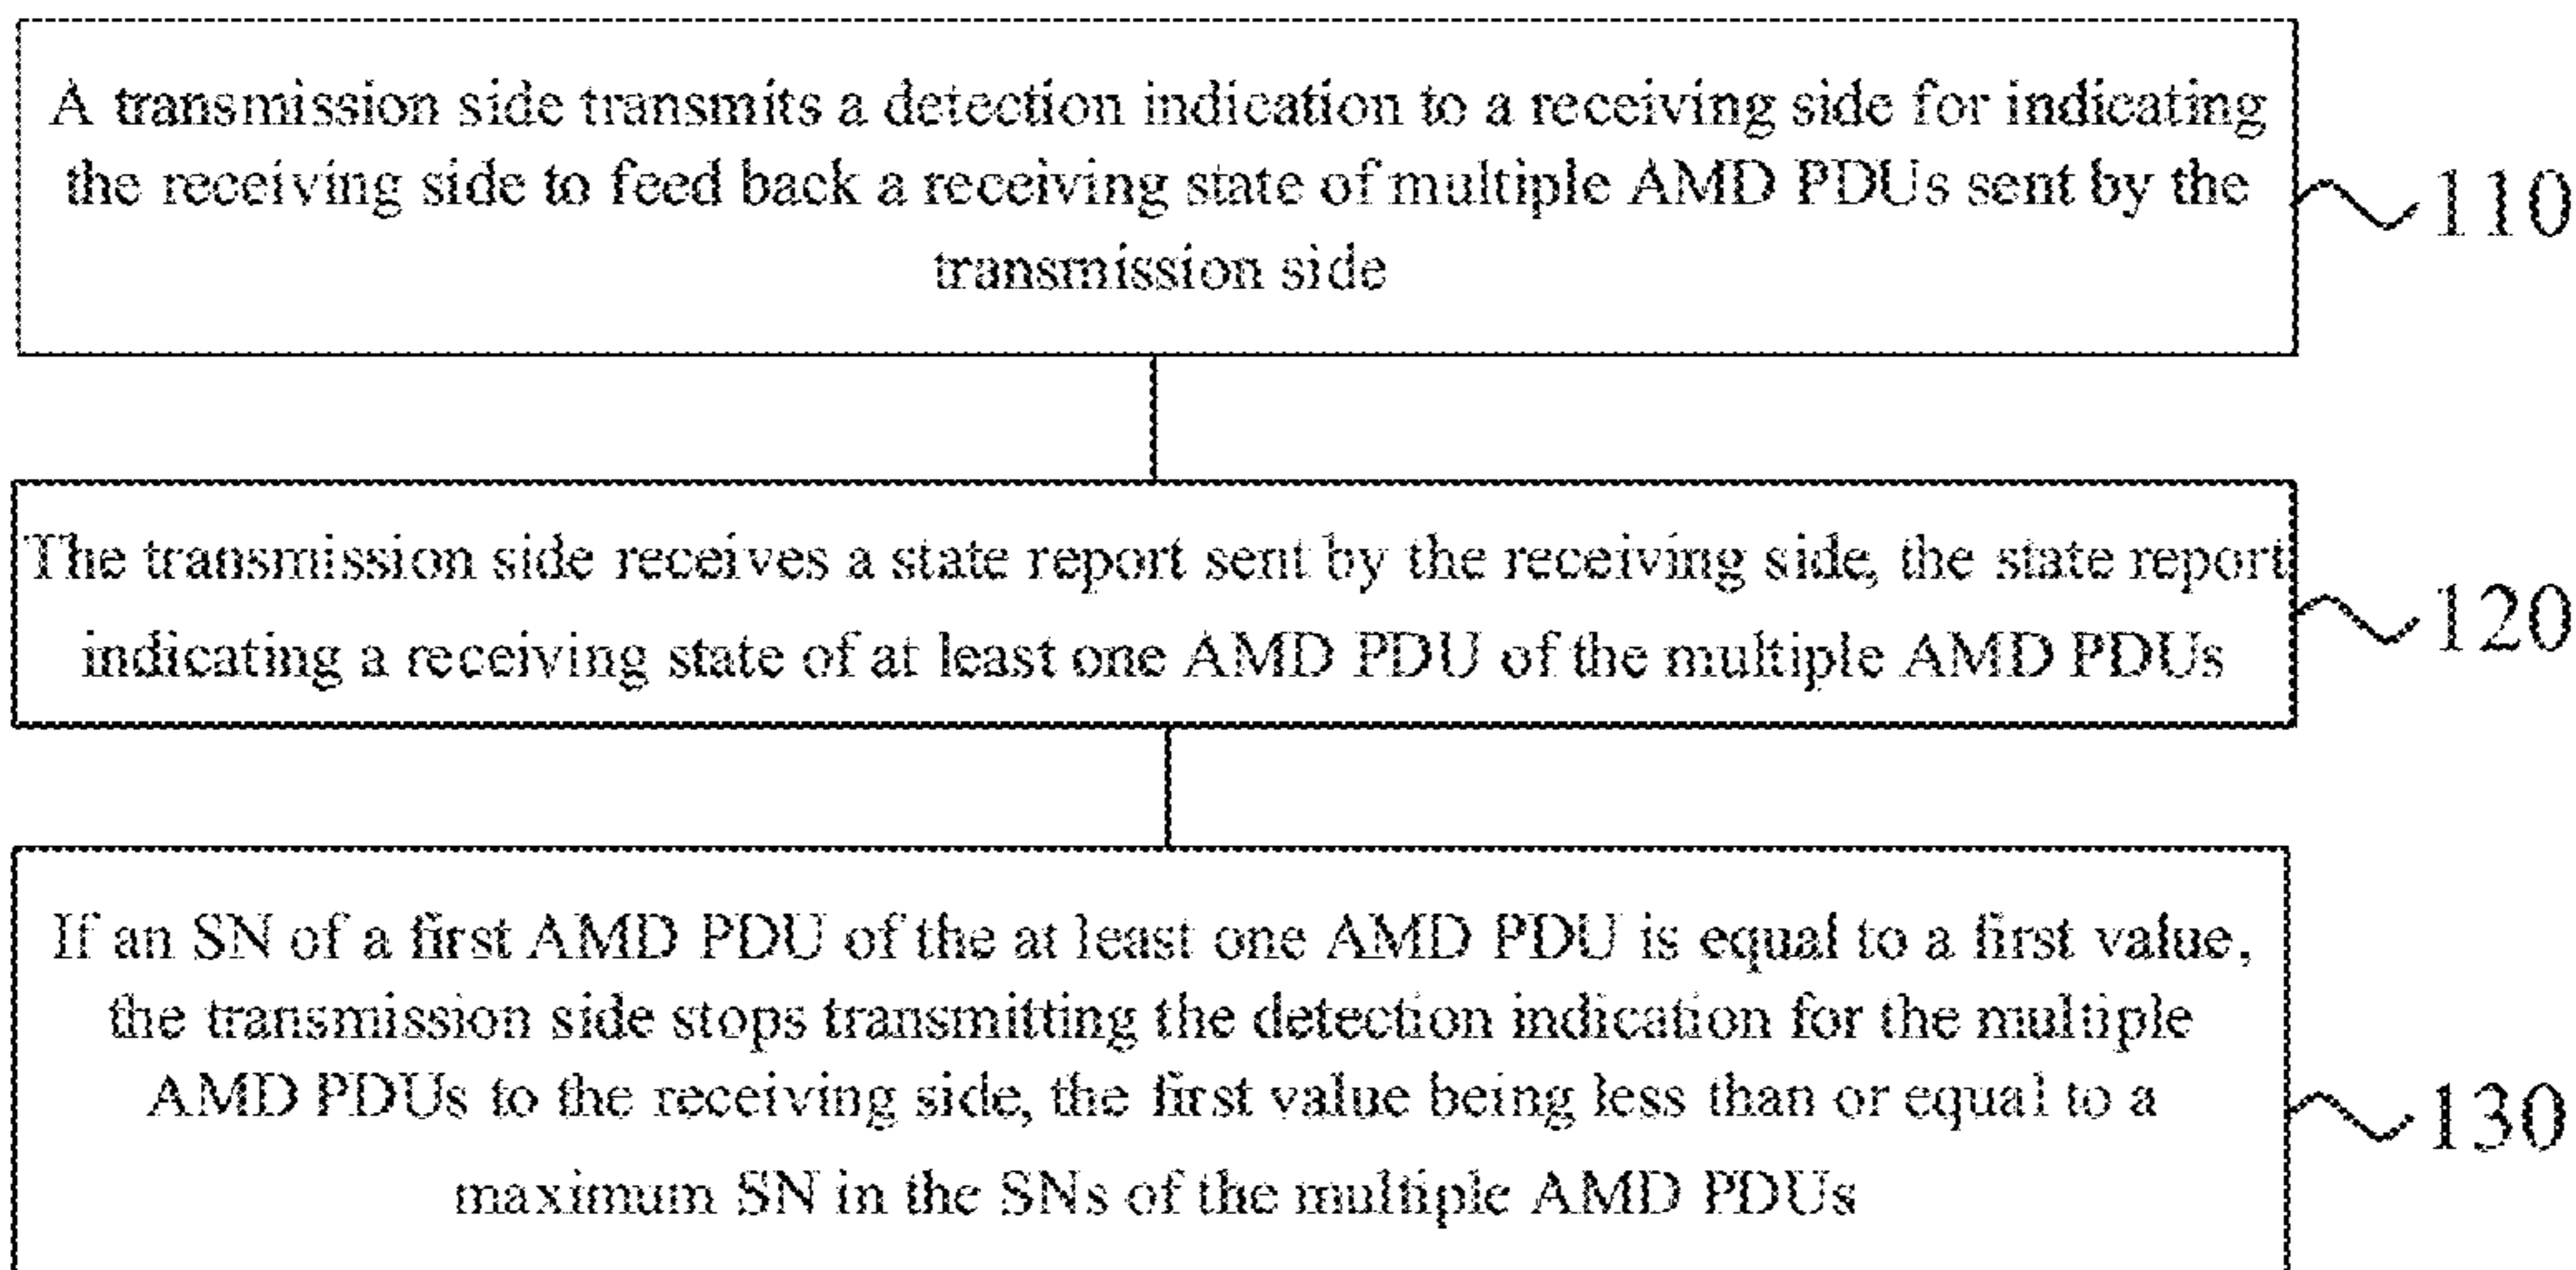 A transmission side transmits a detection indication to a receiving side for indicating
the receiving side to feed back a receiving state of multiple AMD PDUs sent by the
transmission side
110
The transmission side receives a state report sent by the receiving side, the state report
indicating a receiving state of at least one AMD PDU of the multiple AMD PDUs
120
If an SN of a first AMD PDU of the at least one AMD PDU is equal to a first value,
the transmission side stops transmitting the detection indication for the multiple
AMD PDUs to the receiving side, the first value being less than or equal to a
maximum SN in the SNs of the multiple AMD PDUs
130